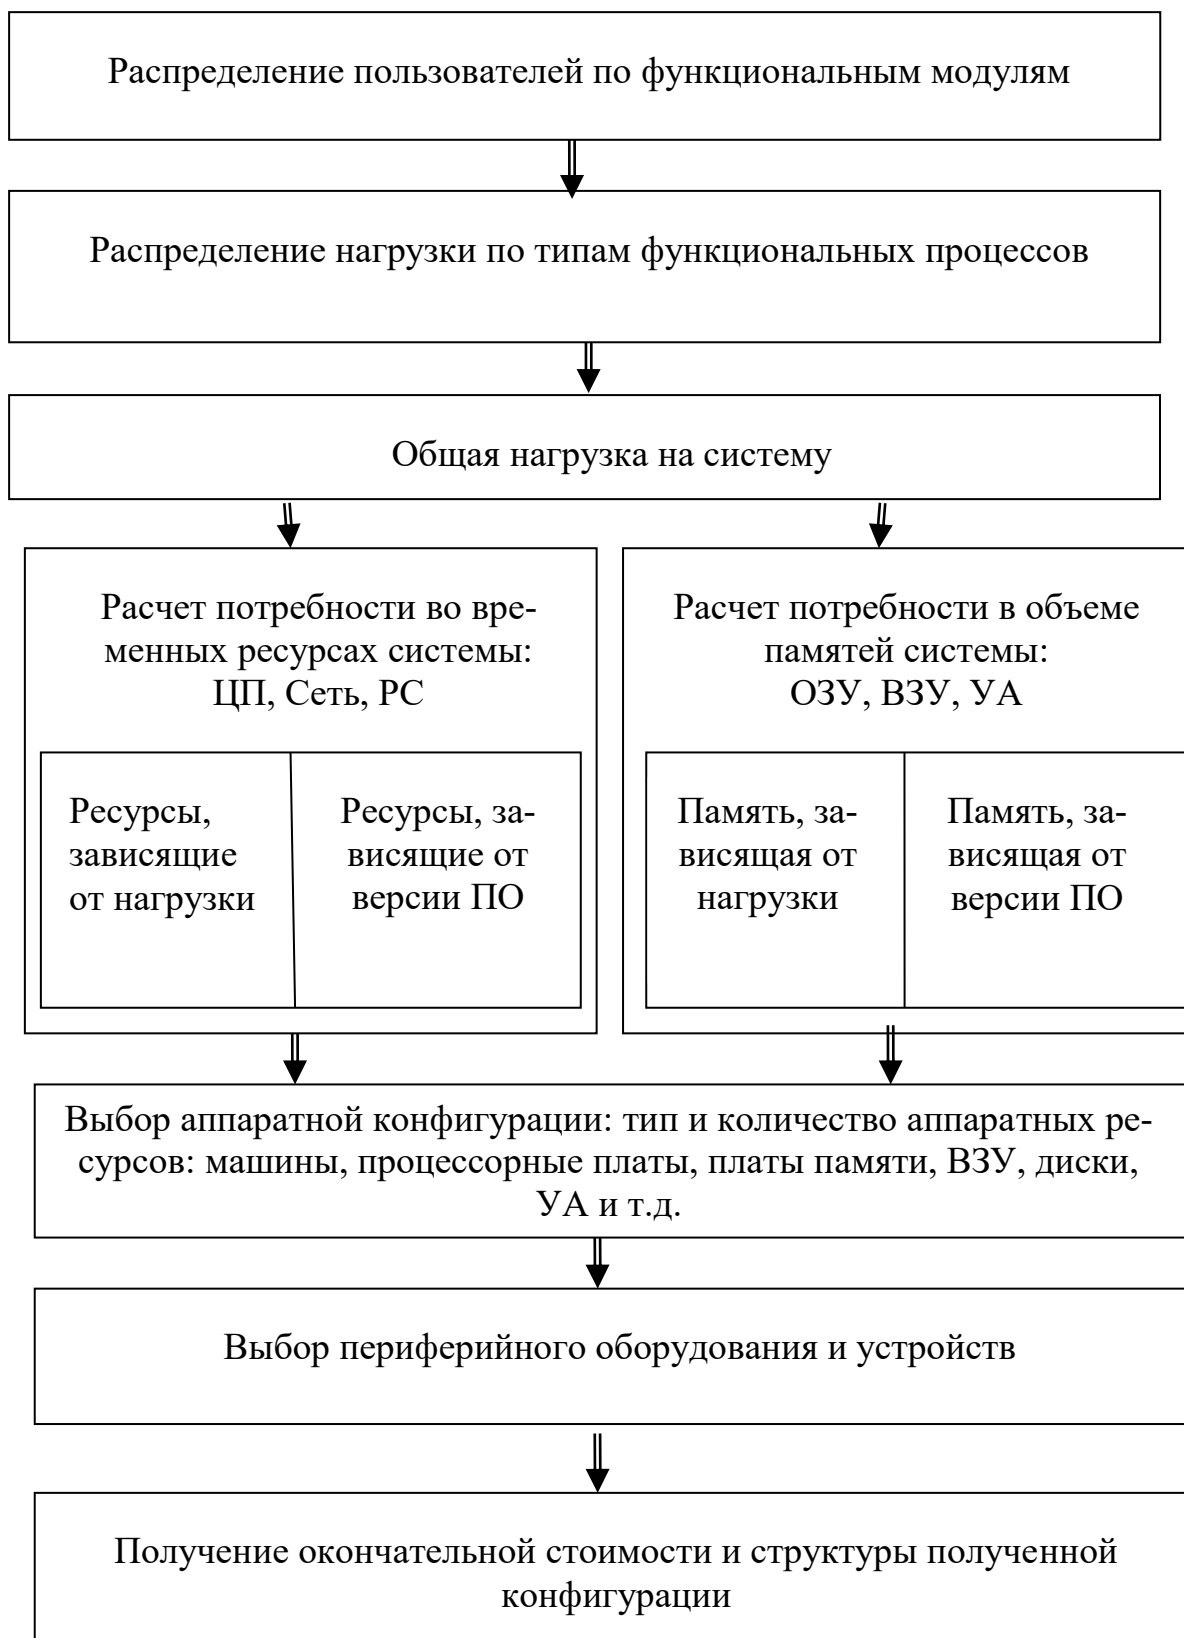 Распределение пользователей по функциональным модулям
Распределение нагрузки по типам функциональных процессов
Общая нагрузка на систему
Расчет потребности во вре-
менных ресурсах системы:
ЦП, Сеть, РС
Ресурсы,
зависящие
от нагрузки
Ресурсы, за-
висящие от
версии ПО
Расчет потребности в объеме
памятей системы:
ОЗУ, ВЗУ, УА
Память, за-
висящая от
нагрузки
Память, за-
висящая от
версии ПО
Выбор аппаратной конфигурации: тип и количество аппаратных ре-
сурсов: машины, процессорные платы, платы памяти, ВЗУ, диски,
УА и т.д.
Выбор периферийного оборудования и устройств
Получение окончательной стоимости и структуры полученной
конфигурации